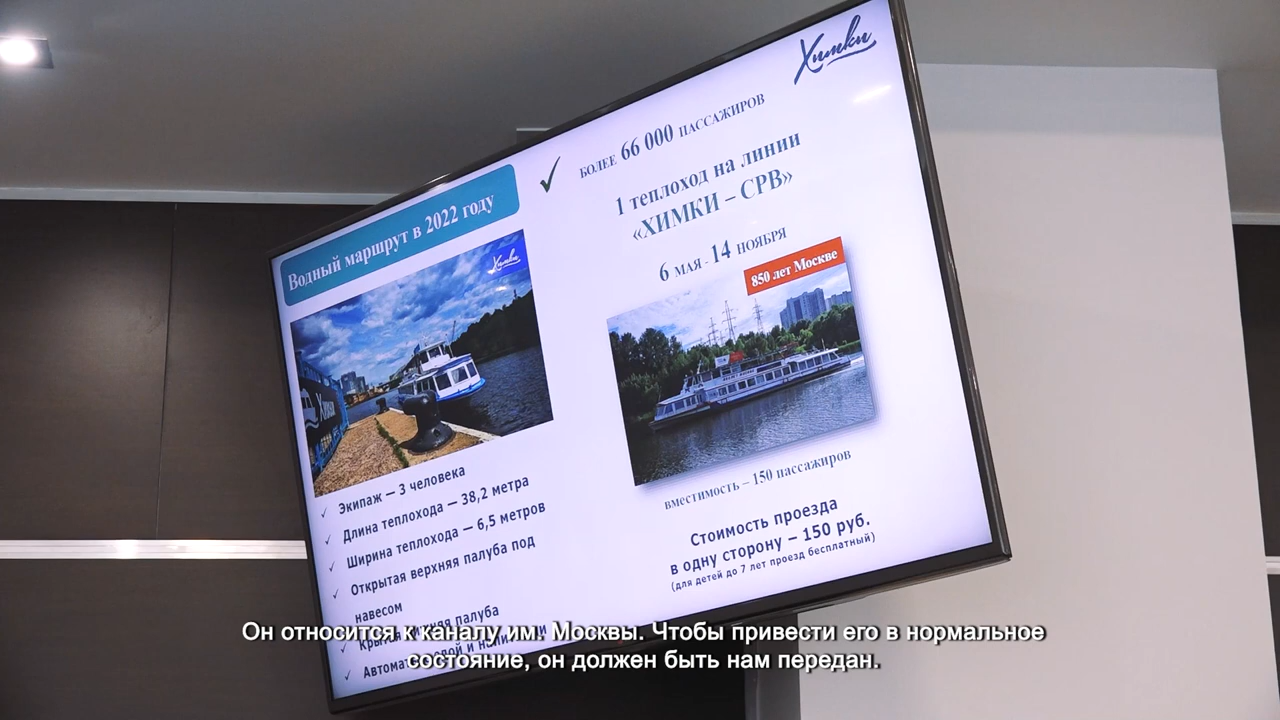 Химки
БОЛЕЕ 66 000 ПАССАЖИРОВ
1 теплоход на линии
«ХИМКИ – СРВ»
6 МАЯ - 14 НОЯБРЯ
850 лет Москве
вместимость – 150 пассажиров
Стоимость проезда
в одну сторону – 150 руб.
(для детей до 7 лет проезд бесплатный)
Водный маршрут в 2022 году
Химки
Химки
Экипаж — 3 человека
Длина теплохода — 38,2 метра
Ширина теплохода — 6,5 метров
Открытая верхняя палуба под
навесом
палуба
Он относится к каналу им. Москвы. Чтобы привести его в нормальное
состояние, он должен быть нам передан.